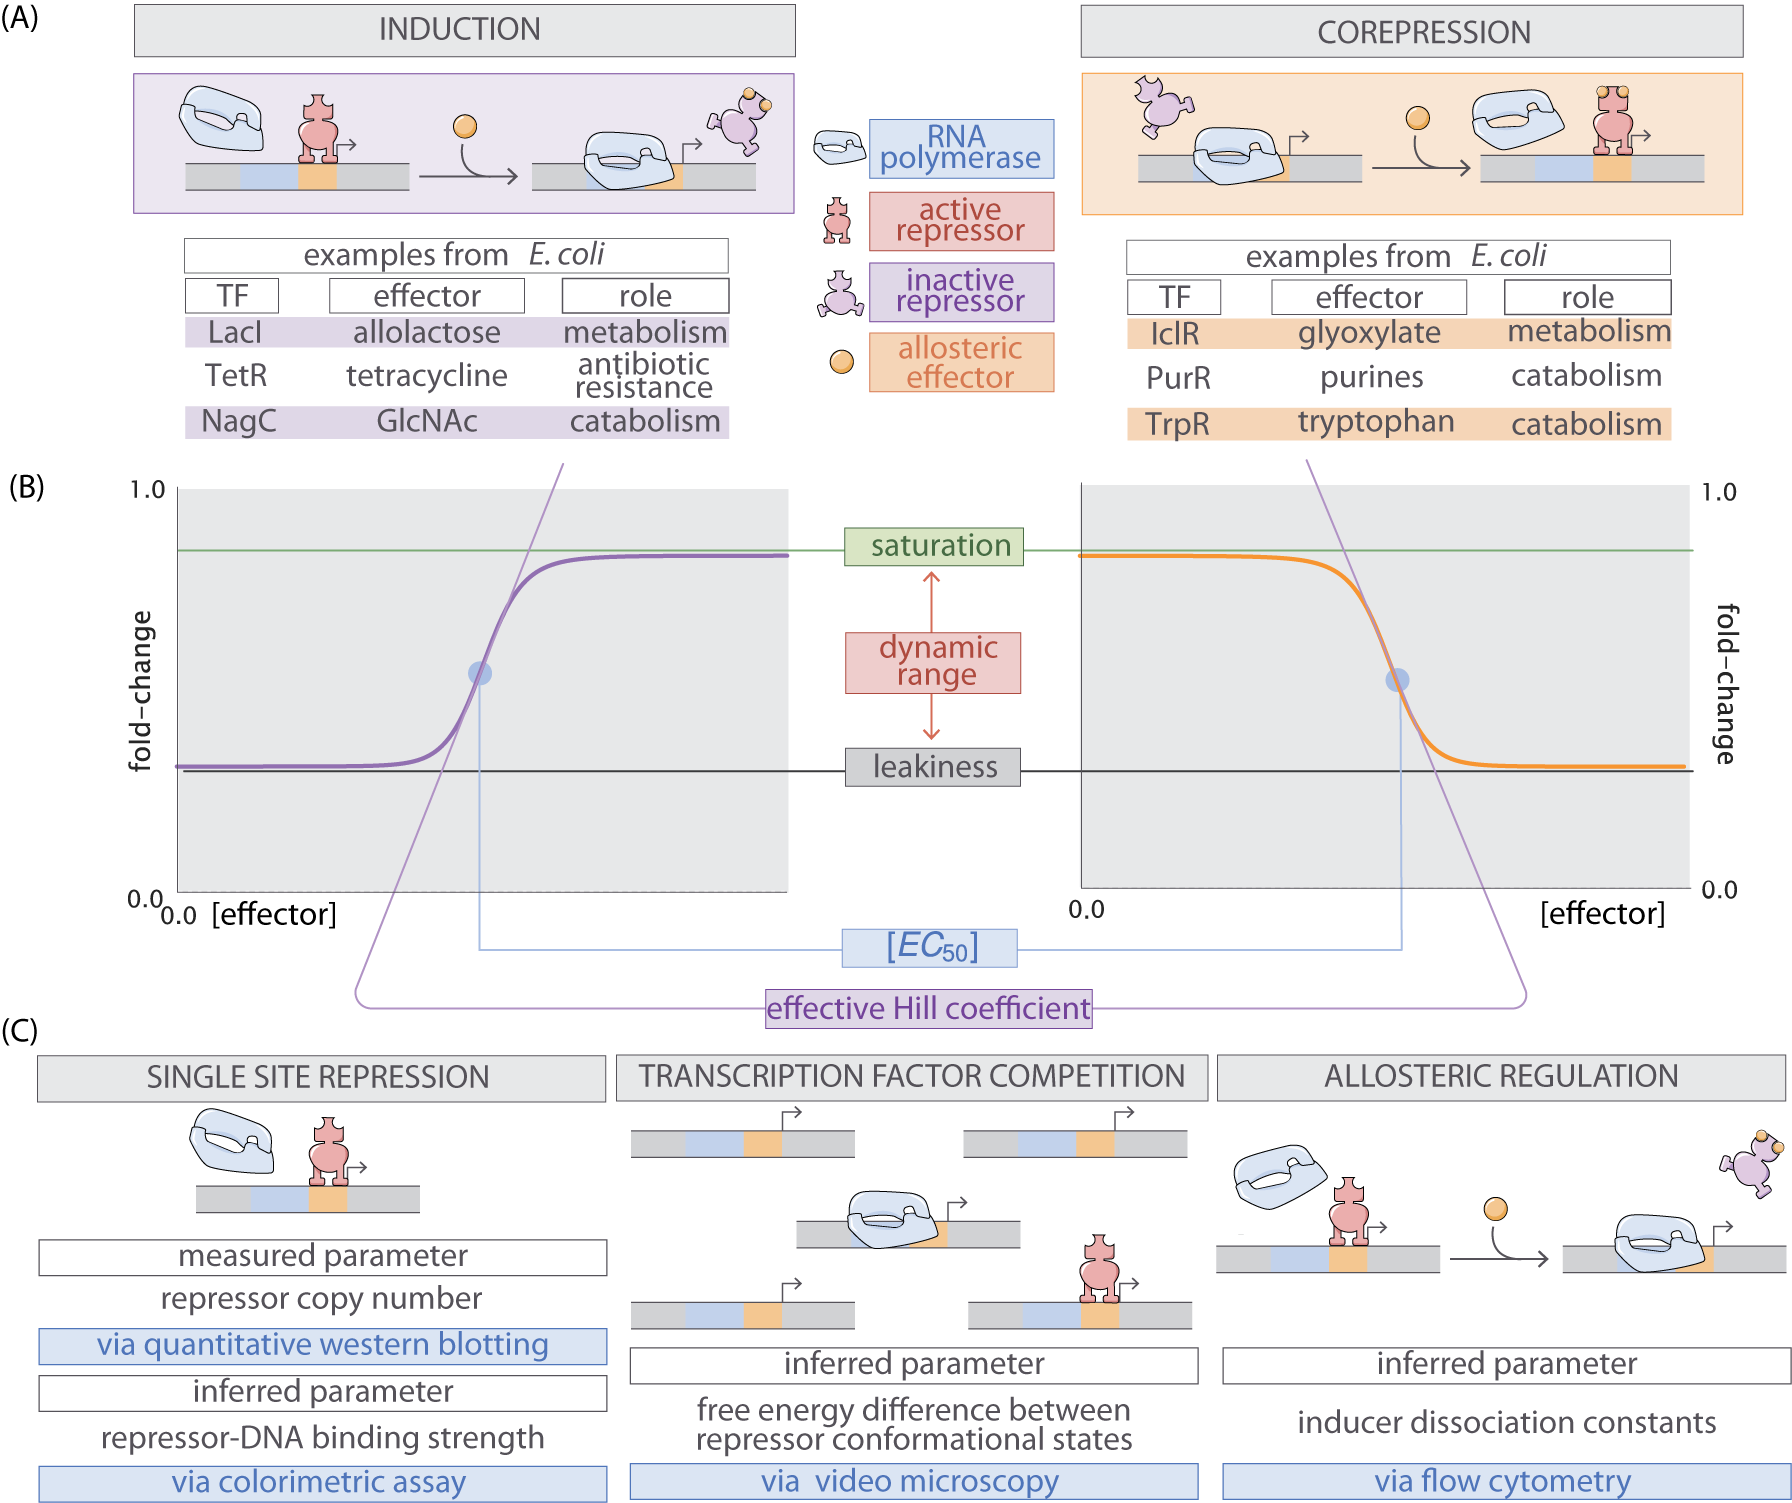 (A)
INDUCTION
COREPRESSION
RNA
polymerase
active
repressor
inactive
repressor
allosteric
effector
examples from E. coli
TF effector role
LacI allolactose metabolism
TetR tetracycline antibiotic
resistance
NagC GlcNAc catabolism
examples from E. coli
TF effector role
IclR glyoxylate metabolism
PurR purines catabolism
TrpR tryptophan catabolism
(B)
1.0
fold-change
0.0
0.0 [effector]
saturation
dynamic
range
leakiness
1.0
fold-change
0.0
0.0 [effector]
[EC50]
effective Hill coefficient
(C)
SINGLE SITE REPRESSION
measured parameter
repressor copy number
via quantitative western blotting
inferred parameter
repressor-DNA binding strength
via colorimetric assay
TRANSCRIPTION FACTOR COMPETITION
inferred parameter
free energy difference between
repressor conformational states
via video microscopy
ALLOSTERIC REGULATION
inferred parameter
inducer dissociation constants
via flow cytometry